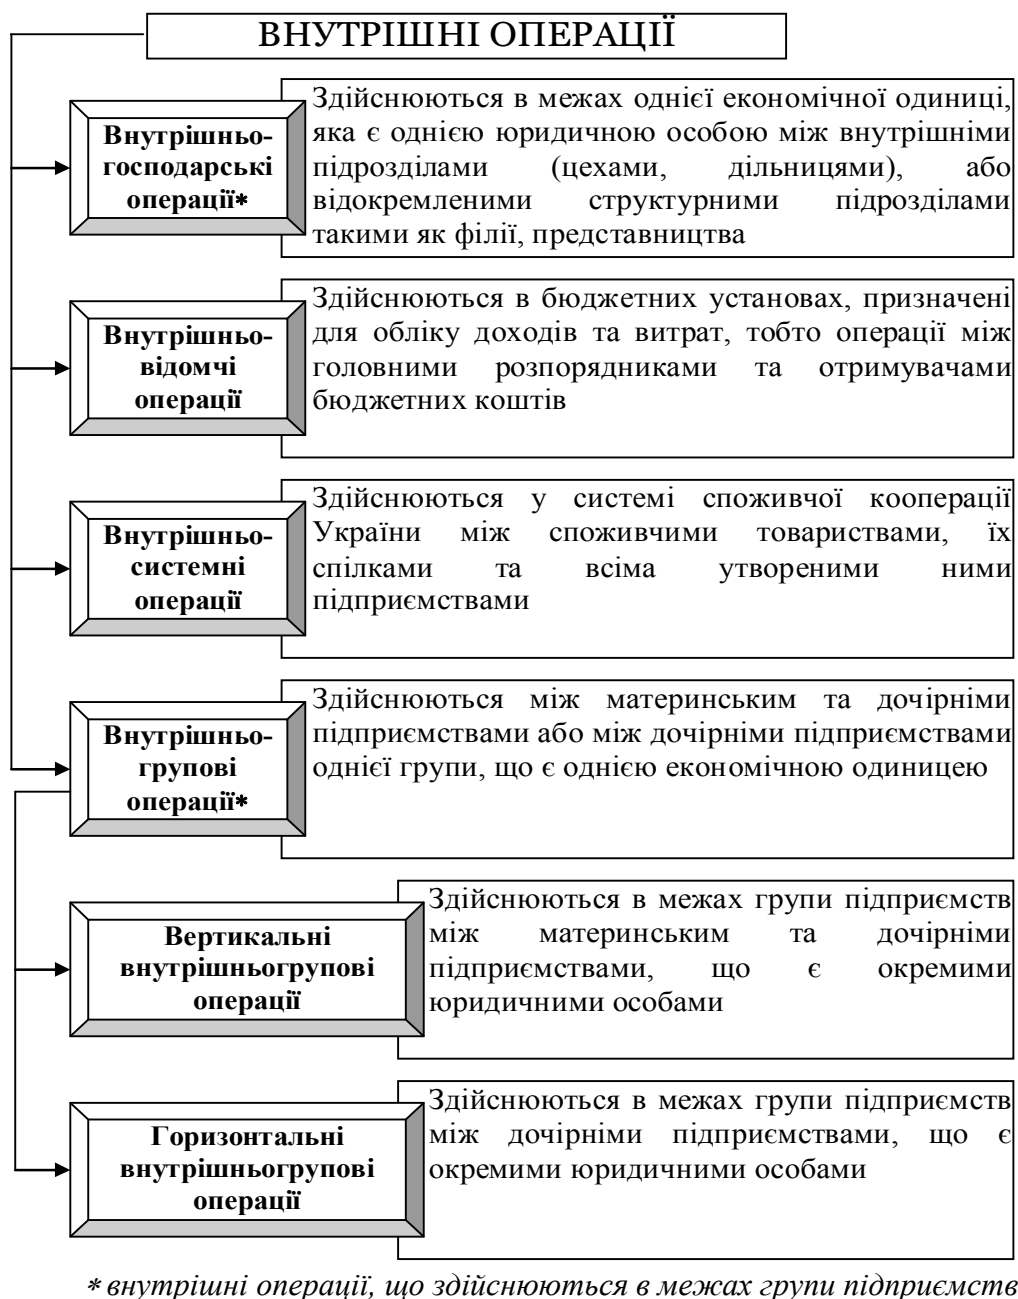 ВНУТРІШНІ ОПЕРАЦІЇ
Внутрішньо-
господарські
операції*
Здійснюються в межах однієї економічної одиниці,
яка є однією юридичною особою між внутрішніми
підрозділами (цехами, дільницями), або
відокремленими структурними підрозділами
такими як філії, представництва
Внутрішньо-
відомчі
операції
Здійснюються в бюджетних установах, призначені
для обліку доходів та витрат, тобто операції між
головними розпорядниками та отримувачами
бюджетних коштів
Внутрішньо-
системні
операції
Здійснюються у системі споживчої кооперації
України між споживчими товариствами, їх
спілками та всіма утвореними ними
підприємствами
Внутрішньо-
групові
операції*
Здійснюються між материнським та дочірніми
підприємствами або між дочірніми підприємствами
однієї групи, що є однією економічною одиницею
Вертикальні
внутрішньогрупові
операції
Здійснюються в межах групи підприємств
між материнським та дочірніми
підприємствами, що є окремими
юридичними особами
Горизонтальні
внутрішньогрупові
операції
Здійснюються в межах групи підприємств
між дочірніми підприємствами, що є
окремими юридичними особами
* внутрішні операції, що здійснюються в межах групи підприємств